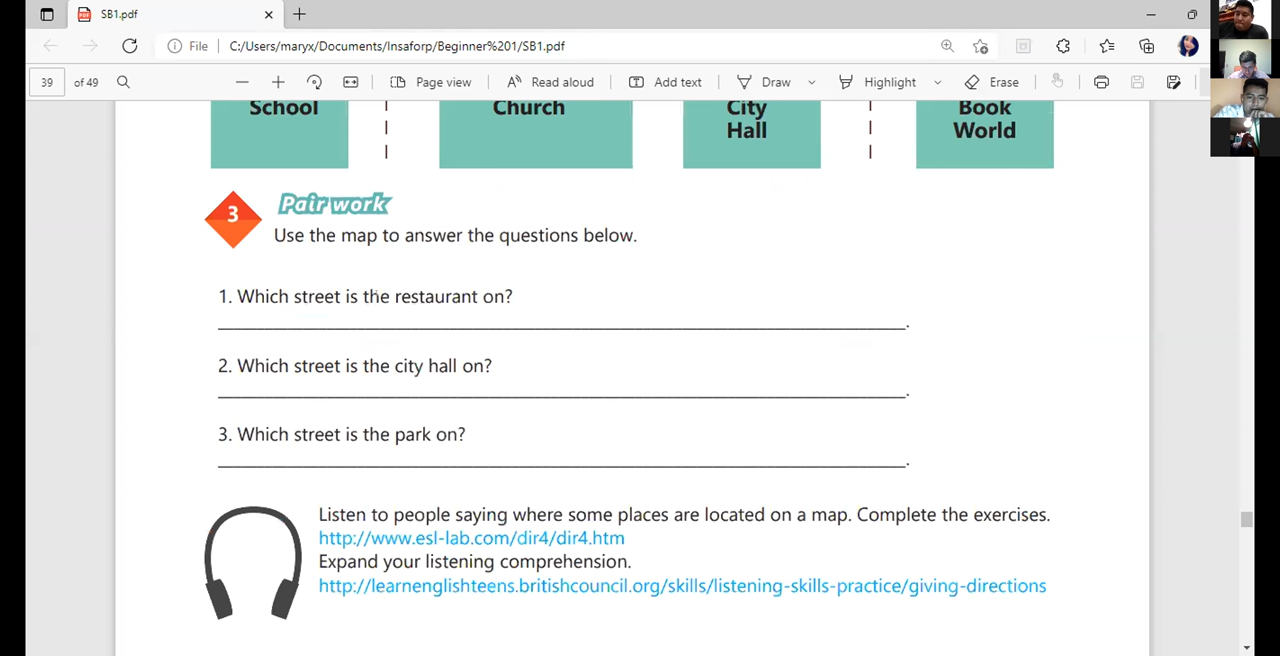 SB1.pdf
File C:/Users/maryx/Documents/Insaforp/Beginner%201/SB1.pdf
39 of 49 Page view Read aloud Add text Draw Highlight Erase
School Church City Hall Book World
3 Pair work
Use the map to answer the questions below.
1. Which street is the restaurant on?
2. Which street is the city hall on?
3. Which street is the park on?
Listen to people saying where some places are located on a map. Complete the exercises.
http://www.esl-lab.com/dir4/dir4.htm
Expand your listening comprehension.
http://learnenglishteens.britishcouncil.org/skills/listening-skills-practice/giving-directions